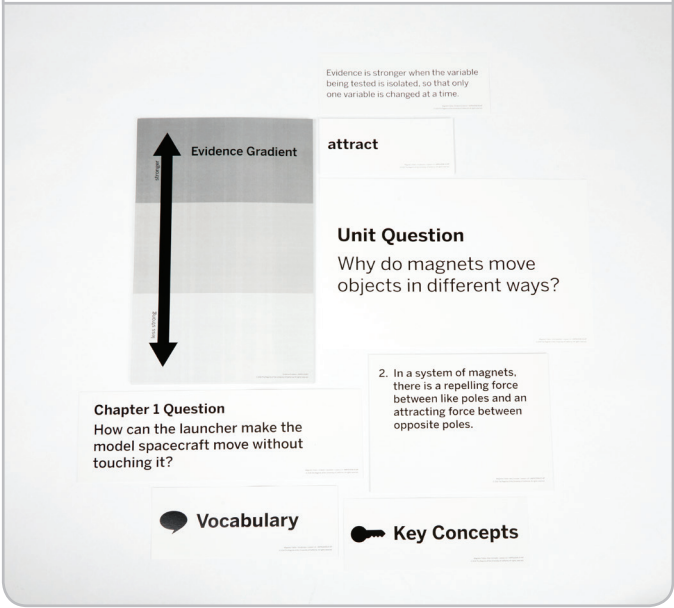 Evidence is stronger when the variable
being tested is isolated, so that only
one variable is changed at a time.
Evidence Gradient
stronger
less strong
attract
Unit Question
Why do magnets move
objects in different ways?
Chapter 1 Question
How can the launcher make the
model spacecraft move without
touching it?
2. In a system of magnets,
there is a repelling force
between like poles and an
attracting force between
opposite poles.
Vocabulary
Key Concepts